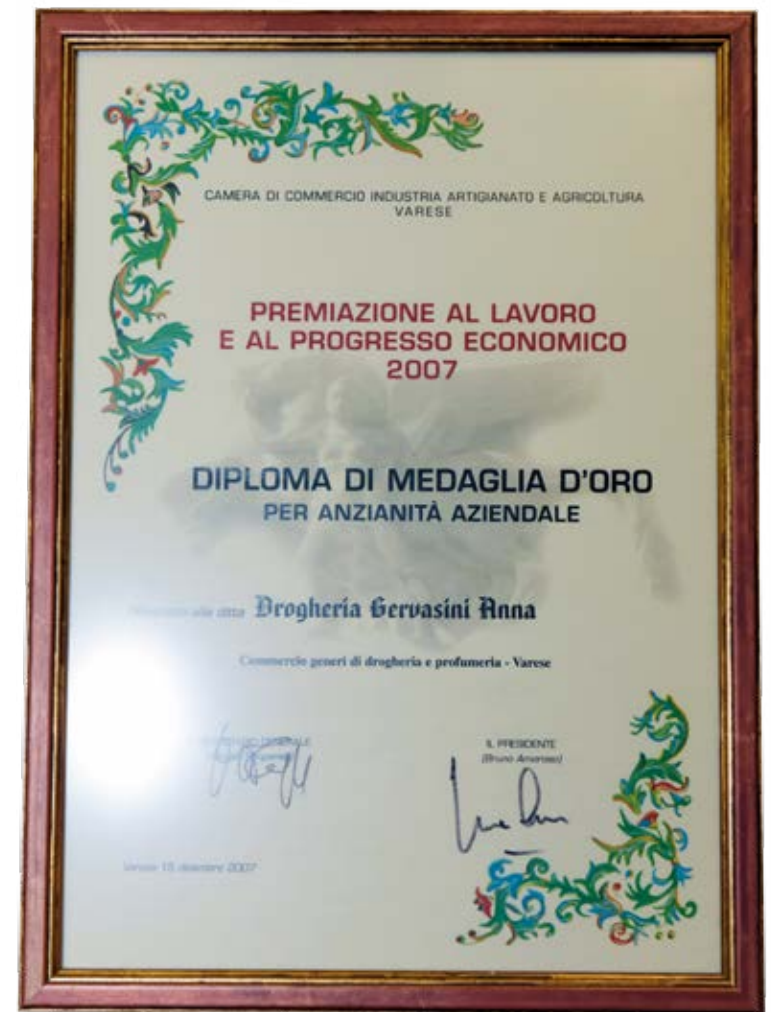 CAMERA DI COMMERCIO INDUSTRIA ARTIGIANATO E AGRICOLTURA
VARESE
PREMIAZIONE AL LAVORO
E AL PROGRESSO ECONOMICO
2007
DIPLOMA DI MEDAGLIA D'ORO
PER ANZIANITÀ AZIENDALE
alla ditta Drogheria Gervasini Anna
Commercio generi di drogheria e profumeria - Varese
IL PRESIDENTE
(Bruno Amoroso)
Varese 15 dicembre 2007